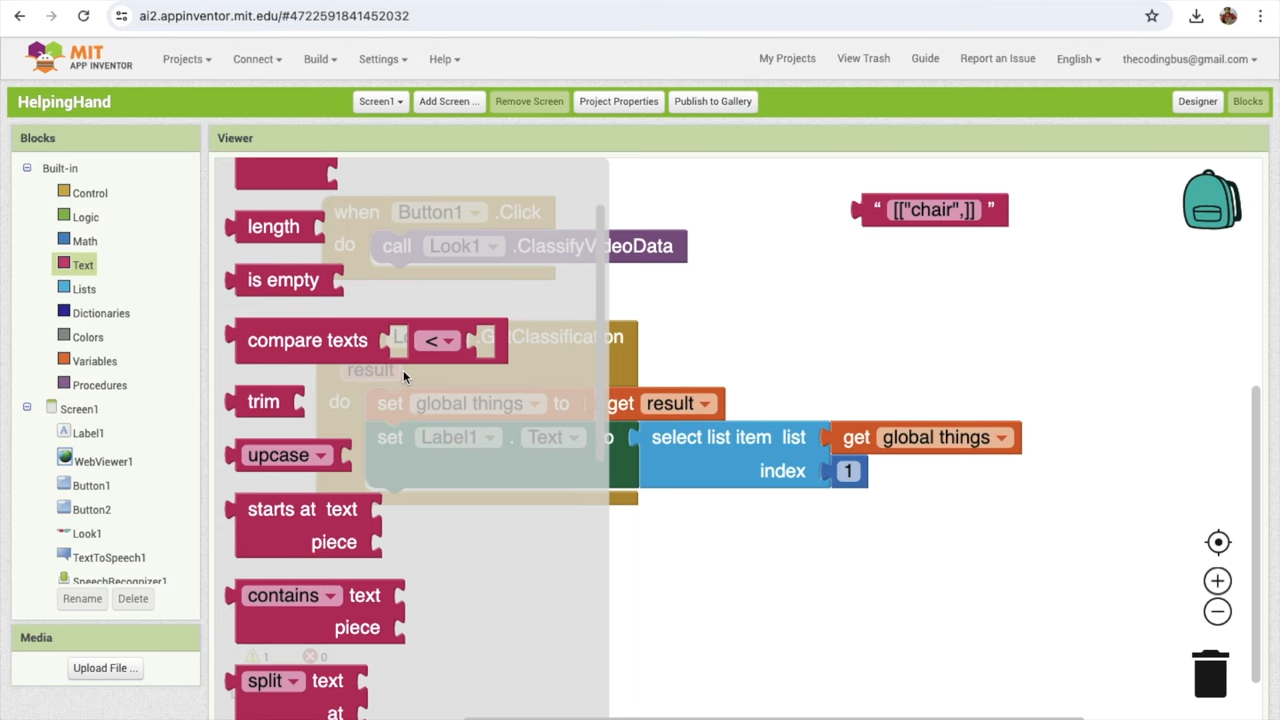 ai2.appinventor.mit.edu/#4722591841452032
MIT
APP INVENTOR
Projects
Connect
Build
Settings
Help
My Projects
View Trash
Guide
Report an Issue
English
thecodingbus@gmail.com
HelpingHand
Screen1
Add Screen ...
Remove Screen
Project Properties
Publish to Gallery
Designer
Blocks
Blocks
Viewer
Built-in
Control
Logic
Math
Text
Lists
Dictionaries
Colors
Variables
Procedures
Screen1
Label1
WebViewer1
Button1
Button2
Look1
TextToSpeech1
SpeechRecognizer1
Rename
Delete
Media
Upload File ...
length
is empty
compare texts <
trim
upcase
starts at text
piece
contains text
piece
split text
at
when Button1 .Click
do call Look1 .ClassifyVideoData
“ [["chair",]] ”
Classification
result
do set global things to get result
set Label1 . Text to select list item list get global things
index 1
1
0